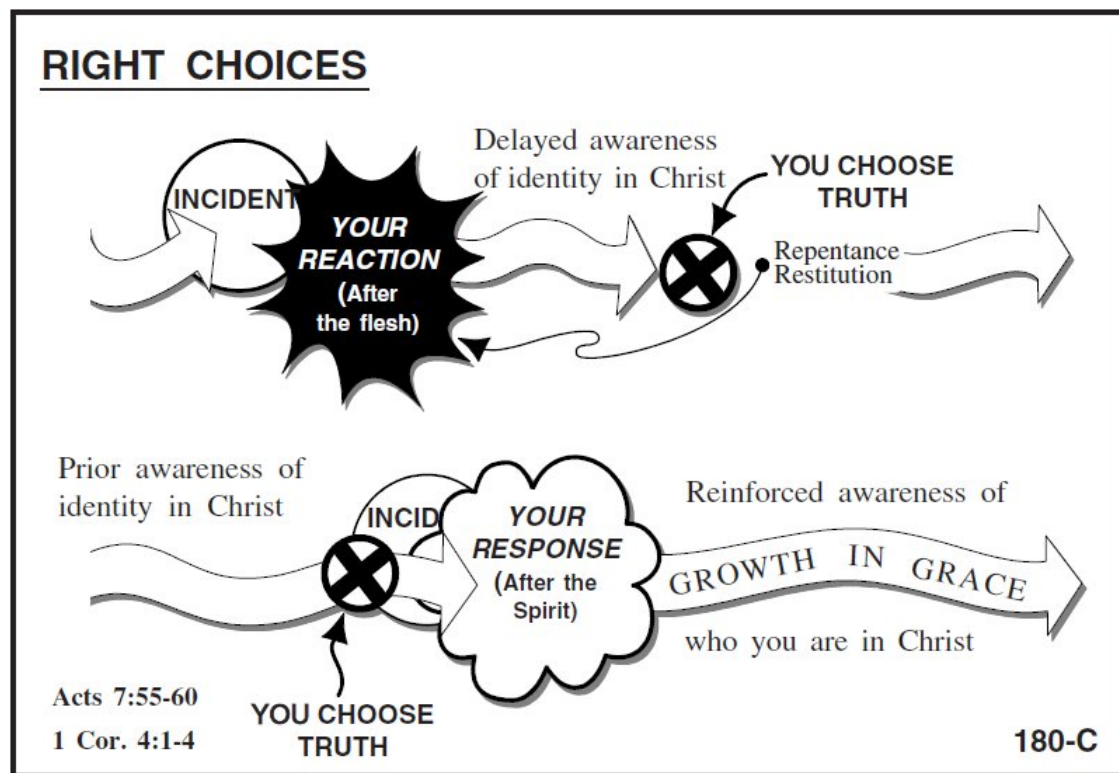 RIGHT CHOICES
INCIDENT
YOUR
REACTION
(After
the flesh)
Delayed awareness
of identity in Christ
YOU CHOOSE
TRUTH
Repentance
Restitution
Prior awareness of
identity in Christ
INCID
YOUR
RESPONSE
(After the
Spirit)
Reinforced awareness of
GROWTH IN GRACE
who you are in Christ
YOU CHOOSE
TRUTH
Acts 7:55-60
1 Cor. 4:1-4
180-C